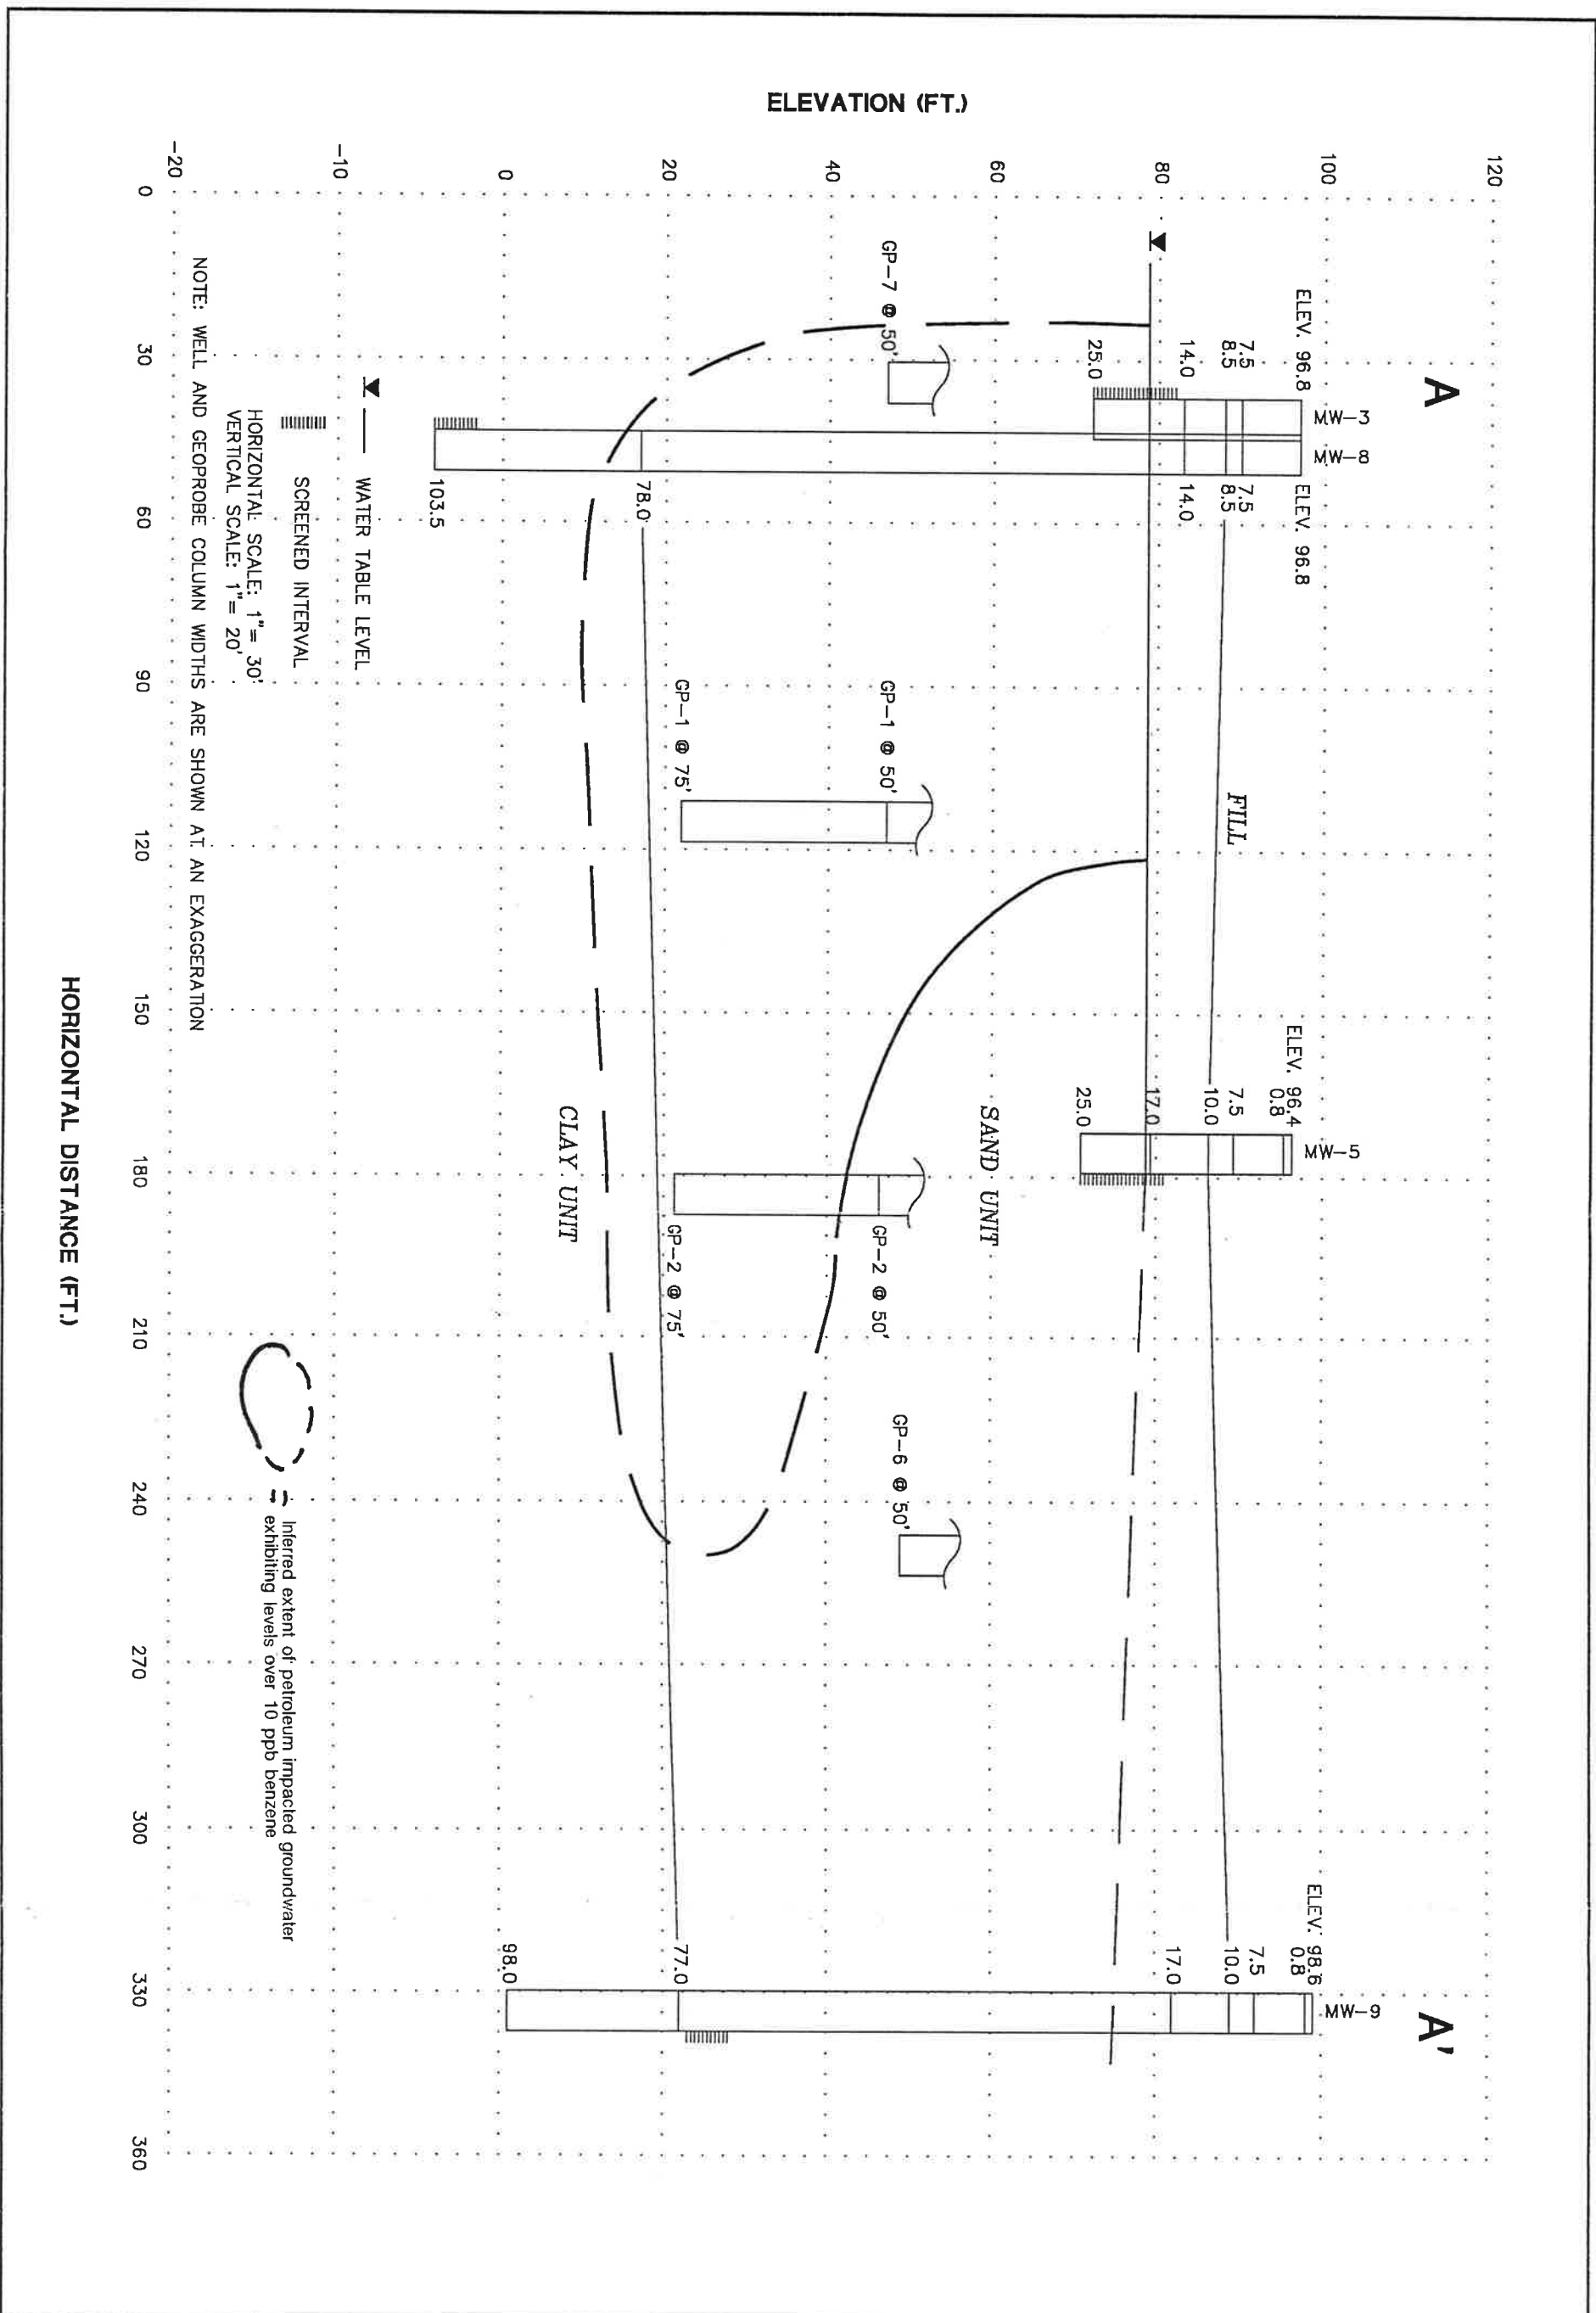 A
A'
ELEVATION (FT.)
120
100
80
60
40
20
0
-10
-20
0
30
60
90
120
150
180
210
240
270
300
330
360
HORIZONTAL DISTANCE (FT.)
MW-3
ELEV. 96.8
7.5
8.5
14.0
25.0
MW-8
ELEV. 96.8
7.5
8.5
14.0
78.0
103.5
GP-7 @ 50'
GP-1 @ 50'
GP-1 @ 75'
FILL
MW-5
ELEV. 96.4
0.8
7.5
10.0
17.0
25.0
SAND UNIT
GP-2 @ 50'
GP-2 @ 75'
CLAY UNIT
GP-6 @ 50'
MW-9
ELEV. 98.6
0.8
7.5
10.0
17.0
77.0
98.0
WATER TABLE LEVEL
SCREENED INTERVAL
HORIZONTAL SCALE: 1"= 30'
VERTICAL SCALE: 1"= 20'
NOTE: WELL AND GEOPROBE COLUMN WIDTHS ARE SHOWN AT AN EXAGGERATION
= Inferred extent of petroleum impacted groundwater
exhibiting levels over 10 ppb benzene